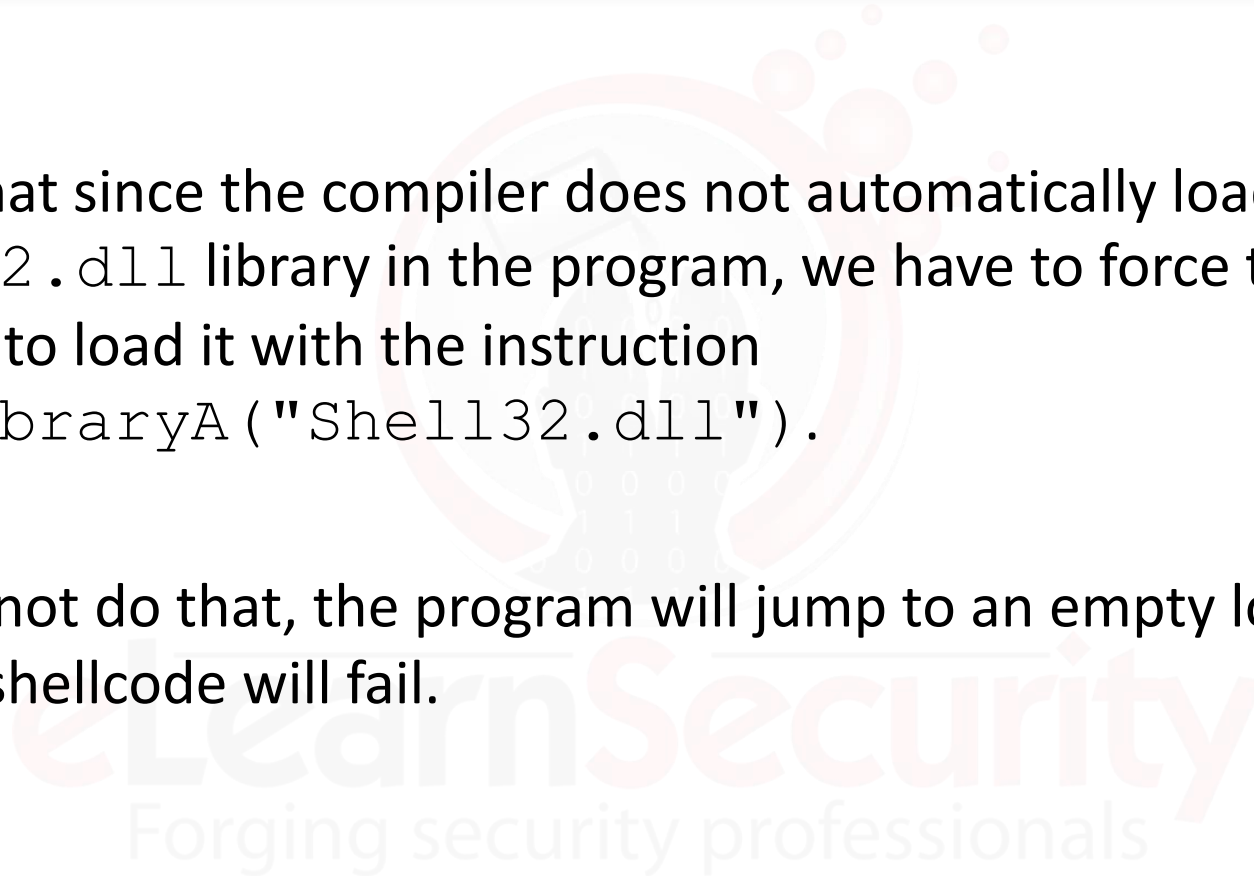 hat since the compiler does not automatically loa
2.dll library in the program, we have to force t
to load it with the instruction
braryA("Shell32.dll").
not do that, the program will jump to an empty lo
shellcode will fail.
eLearnSecurity
Forging security professionals